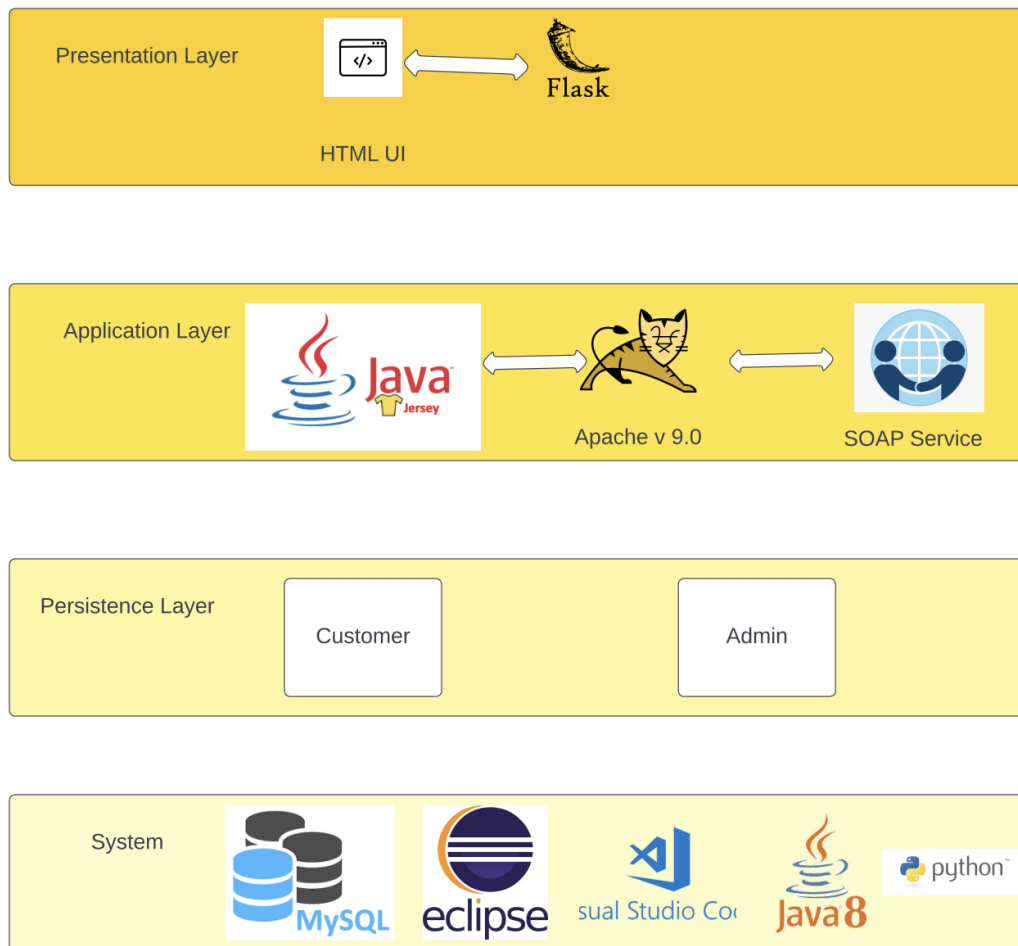 Presentation Layer
</>
Flask
HTML UI
Application Layer
Java
Jersey
Apache v 9.0
SOAP Service
Persistence Layer
Customer
Admin
System
MySQL
eclipse
sual Studio Co
Java 8
python